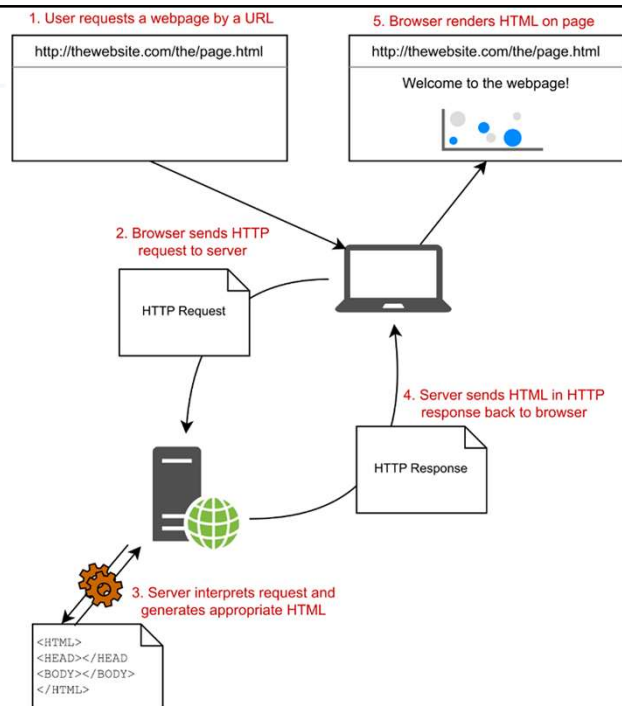 1. User requests a webpage by a URL
http://thewebsite.com/the/page.html
5. Browser renders HTML on page
http://thewebsite.com/the/page.html
Welcome to the webpage!
2. Browser sends HTTP
request to server
HTTP Request
4. Server sends HTML in HTTP
response back to browser
HTTP Response
3. Server interprets request and
generates appropriate HTML
<HTML>
<HEAD></HEAD
<BODY></BODY>
</HTML>